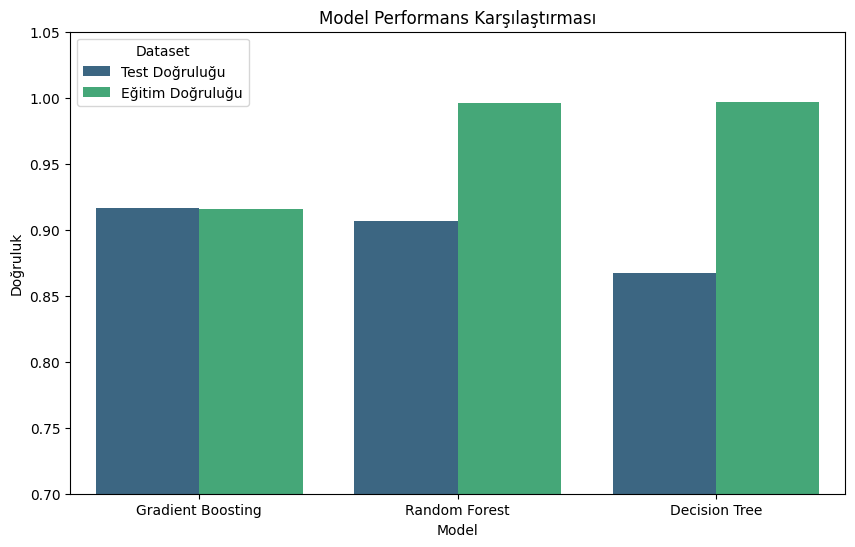 Model Performans Karşılaştırması
Dataset
Test Doğruluğu
Eğitim Doğruluğu
1.05
1.00
0.95
0.90
0.85
0.80
0.75
0.70
Doğruluk
Gradient Boosting
Random Forest
Decision Tree
Model